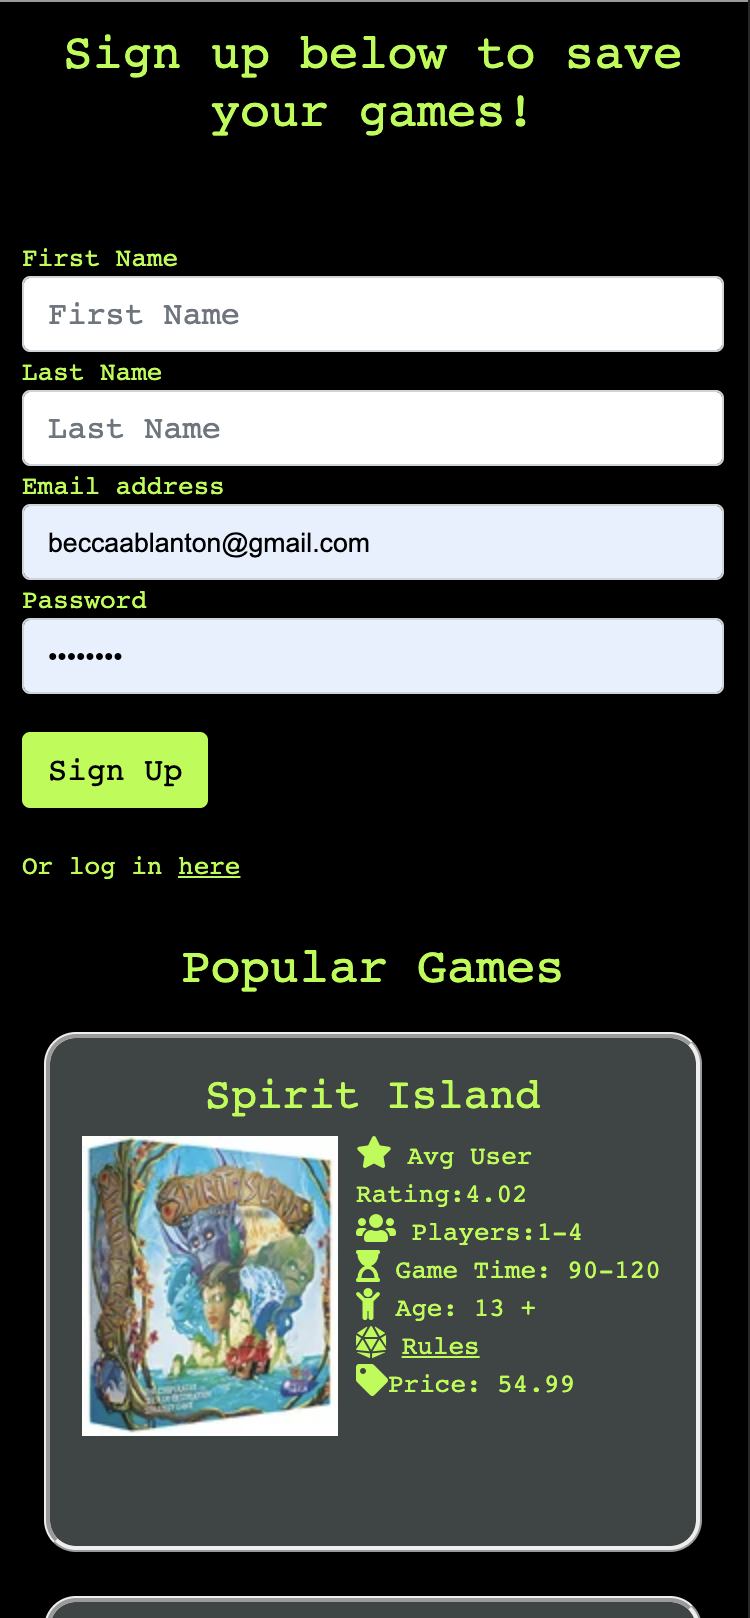 Sign up below to save
your games!
First Name
First Name
Last Name
Last Name
Email address
beccaablanton@gmail.com
Password
••••••••
Sign Up
Or log in here
Popular Games
Spirit Island
SPIRIT ISLAND
Avg User
Rating:4.02
Players:1-4
Game Time: 90-120
Age: 13 +
Rules
Price: 54.99